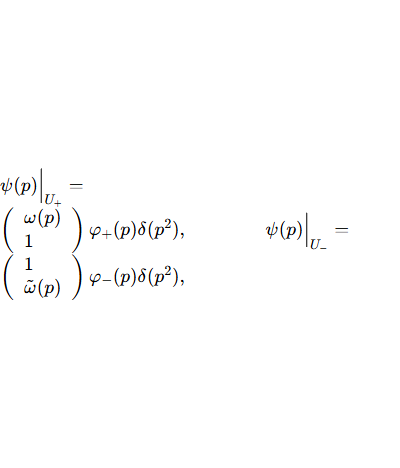 ψ(p)|_{U_+} =
( ω(p) 1 ) φ_+(p)δ(p²), ψ(p)|_{U_−} =
( 1 ω̃(p) ) φ_−(p)δ(p²),